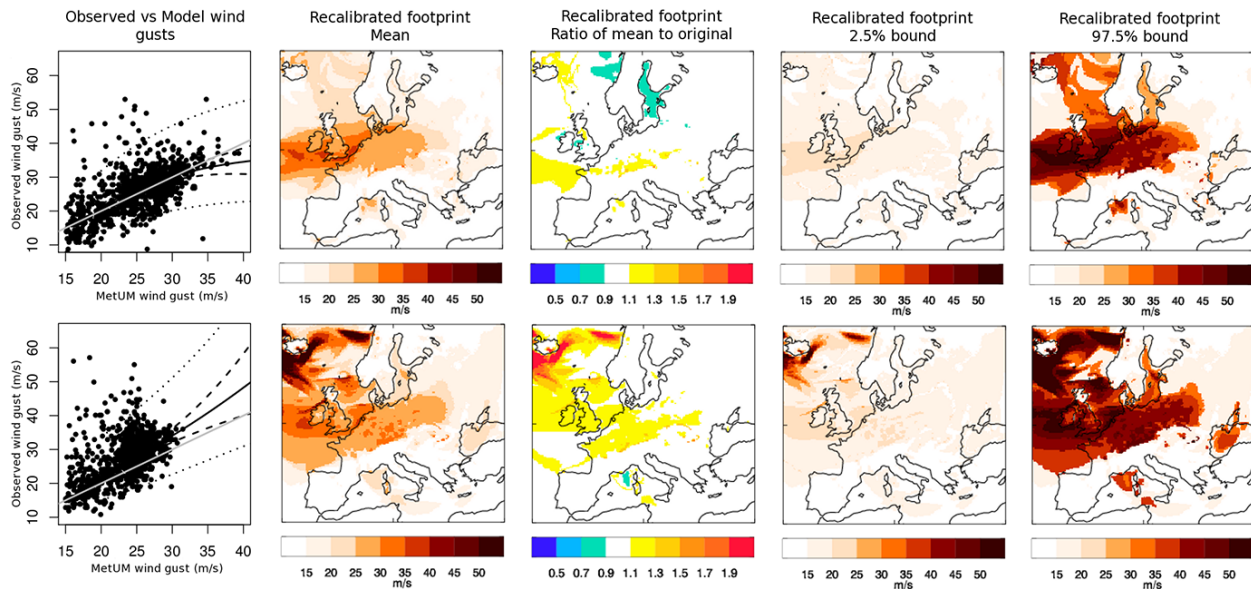 Observed vs Model wind
gusts
Recalibrated footprint
Mean
Recalibrated footprint
Ratio of mean to original
Recalibrated footprint
2.5% bound
Recalibrated footprint
97.5% bound
Observed wind gust (m/s)
60
50
40
30
20
10
15 20 25 30 35 40
MetUM wind gust (m/s)
15 20 25 30 35 40 45 50
m/s
0.5 0.7 0.9 1.1 1.3 1.5 1.7 1.9
15 20 25 30 35 40 45 50
m/s
15 20 25 30 35 40 45 50
m/s
Observed wind gust (m/s)
60
50
40
30
20
10
15 20 25 30 35 40
MetUM wind gust (m/s)
15 20 25 30 35 40 45 50
m/s
0.5 0.7 0.9 1.1 1.3 1.5 1.7 1.9
15 20 25 30 35 40 45 50
m/s
15 20 25 30 35 40 45 50
m/s